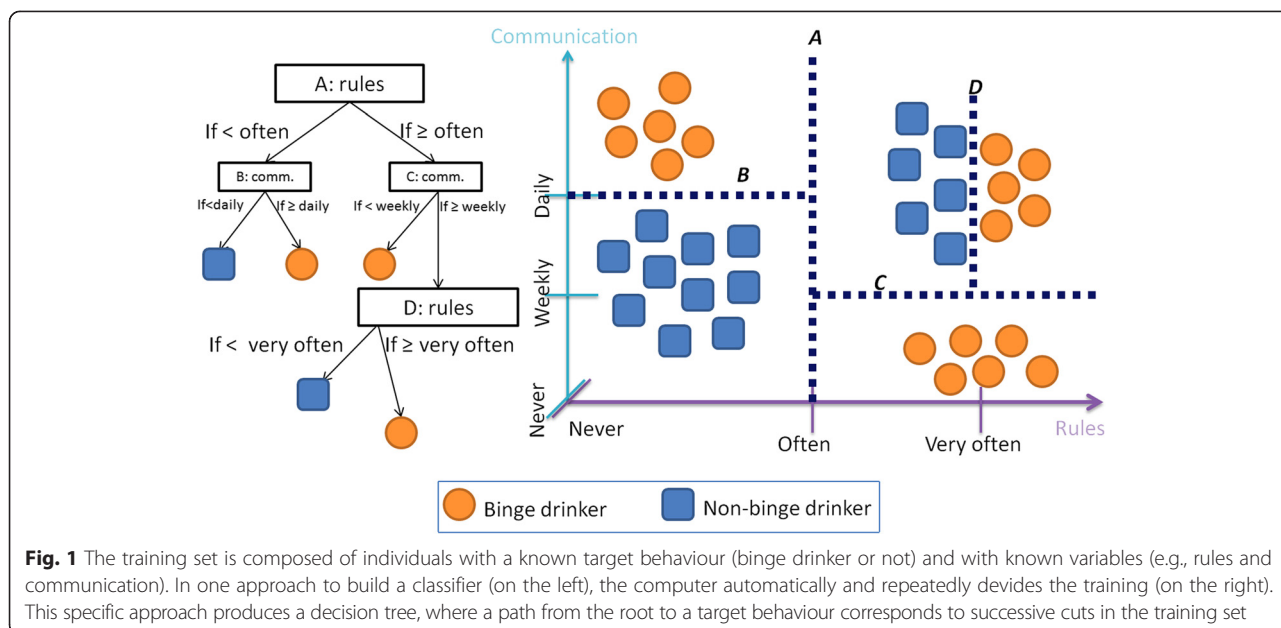 A: rules
If < often
If ≥ often
B: comm.
C: comm.
If<daily
If ≥ daily
If < weekly
If ≥ weekly
D: rules
If < very often
If ≥ very often
Communication
A
D
B
C
Daily
Weekly
Never
Never
Often
Very often
Rules
Binge drinker
Non-binge drinker
Fig. 1 The training set is composed of individuals with a known target behaviour (binge drinker or not) and with known variables (e.g., rules and
communication). In one approach to build a classifier (on the left), the computer automatically and repeatedly devides the training (on the right).
This specific approach produces a decision tree, where a path from the root to a target behaviour corresponds to successive cuts in the training set